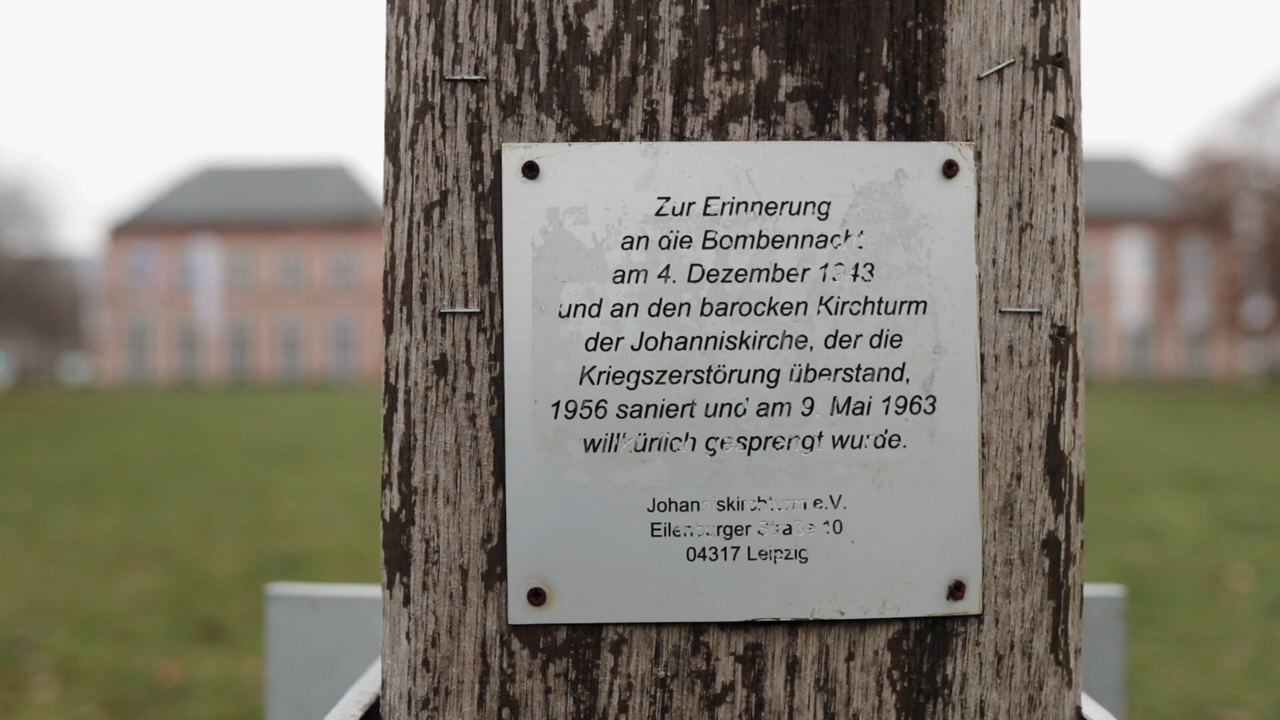 Zur Erinnerung
an die Bombennacht
am 4. Dezember 1943
und an den barocken Kirchturm
der Johanniskirche, der die
Kriegszerstörung überstand,
1956 saniert und am 9. Mai 1963
willkürlich gesprengt wurde.
Johanniskirchturm e.V.
Eilenburger Straße 10
04317 Leipzig